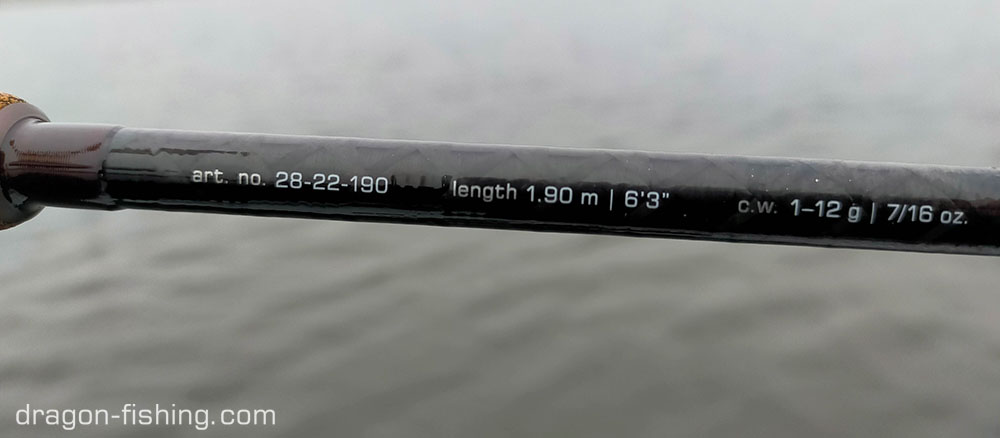 art. no. 28-22-190 length 1.90 m | 6'3" c.w. 1–12 g | 7/16 oz.
dragon-fishing.com